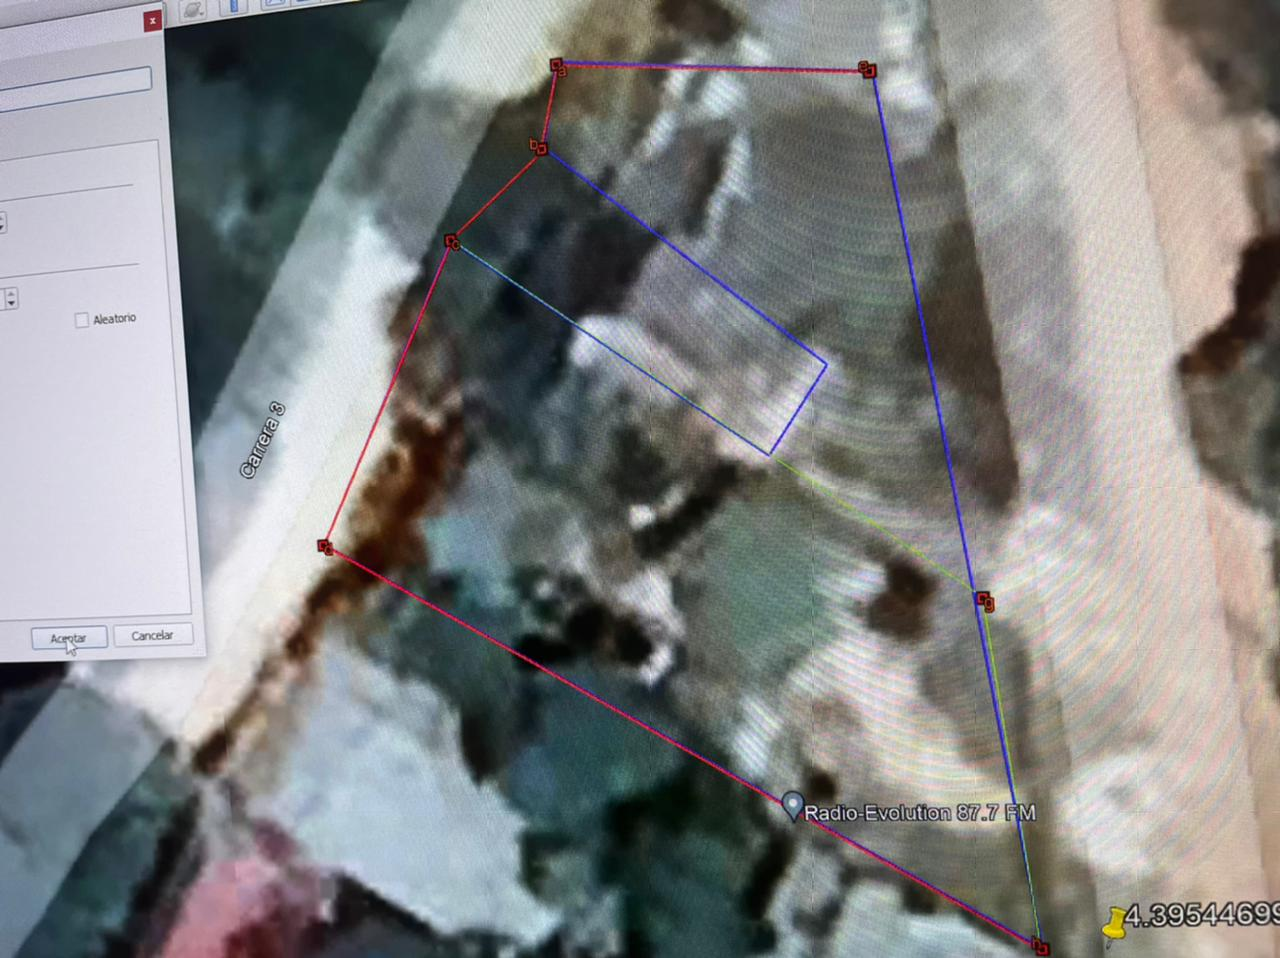 x
a
e
b
c
Carrera 3
Aleatorio
d
g
Aceptar
Cancelar
Radio-Evolution 87.7 FM
h
4.39544699